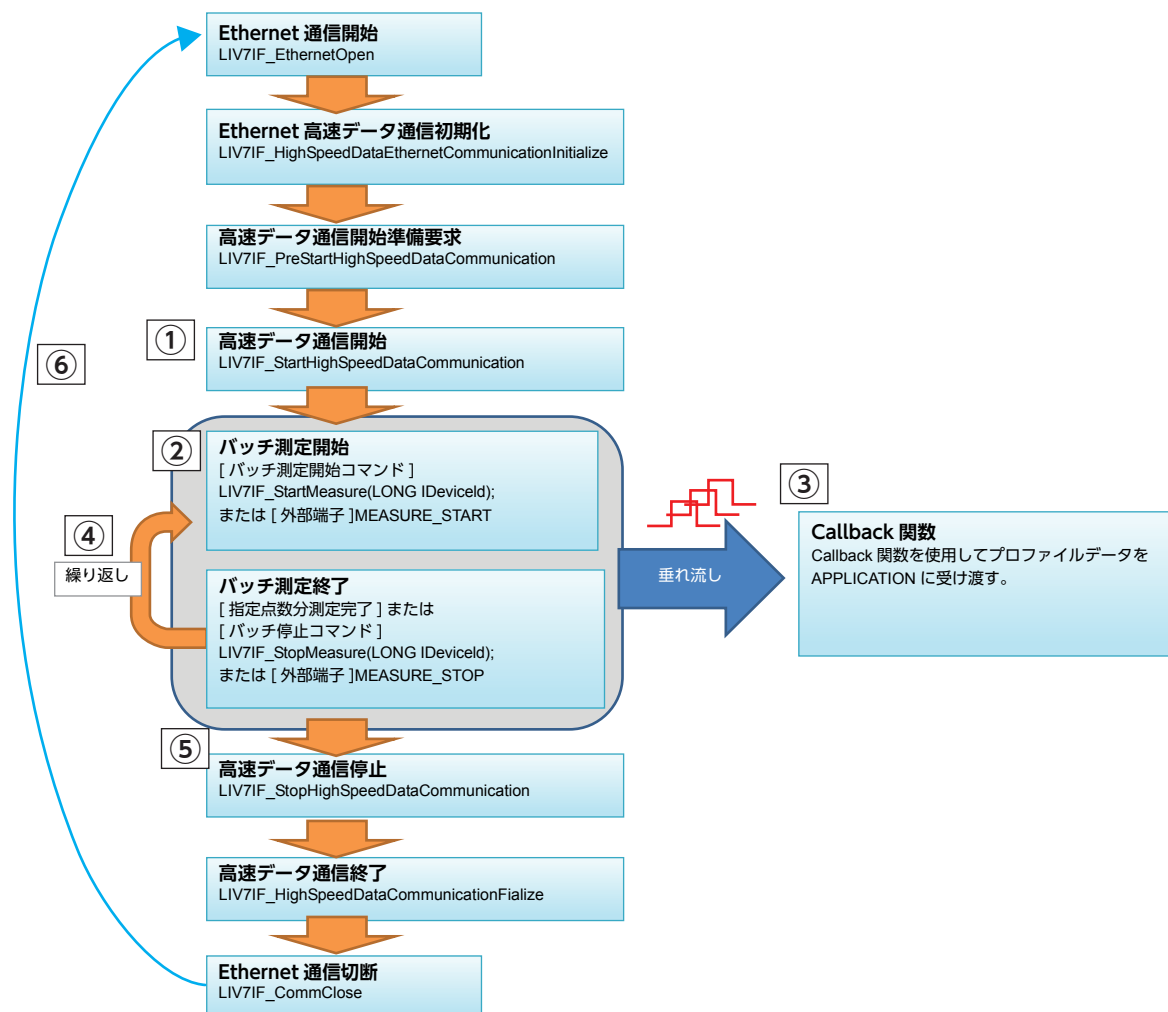 Ethernet 通信開始
LIV7IF_EthernetOpen
Ethernet 高速データ通信初期化
LIV7IF_HighSpeedDataEthernetCommunicationInitialize
高速データ通信開始準備要求
LIV7IF_PreStartHighSpeedDataCommunication
①
高速データ通信開始
LIV7IF_StartHighSpeedDataCommunication
⑥
②
バッチ測定開始
[ バッチ測定開始コマンド ]
LIV7IF_StartMeasure(LONG IDeviceId);
または [ 外部端子 ]MEASURE_START
④
繰り返し
バッチ測定終了
[ 指定点数分測定完了 ] または
[ バッチ停止コマンド ]
LIV7IF_StopMeasure(LONG IDeviceId);
または [ 外部端子 ]MEASURE_STOP
垂れ流し
③
Callback 関数
Callback 関数を使用してプロファイルデータを
APPLICATION に受け渡す。
⑤
高速データ通信停止
LIV7IF_StopHighSpeedDataCommunication
高速データ通信終了
LIV7IF_HighSpeedDataCommunicationFialize
Ethernet 通信切断
LIV7IF_CommClose